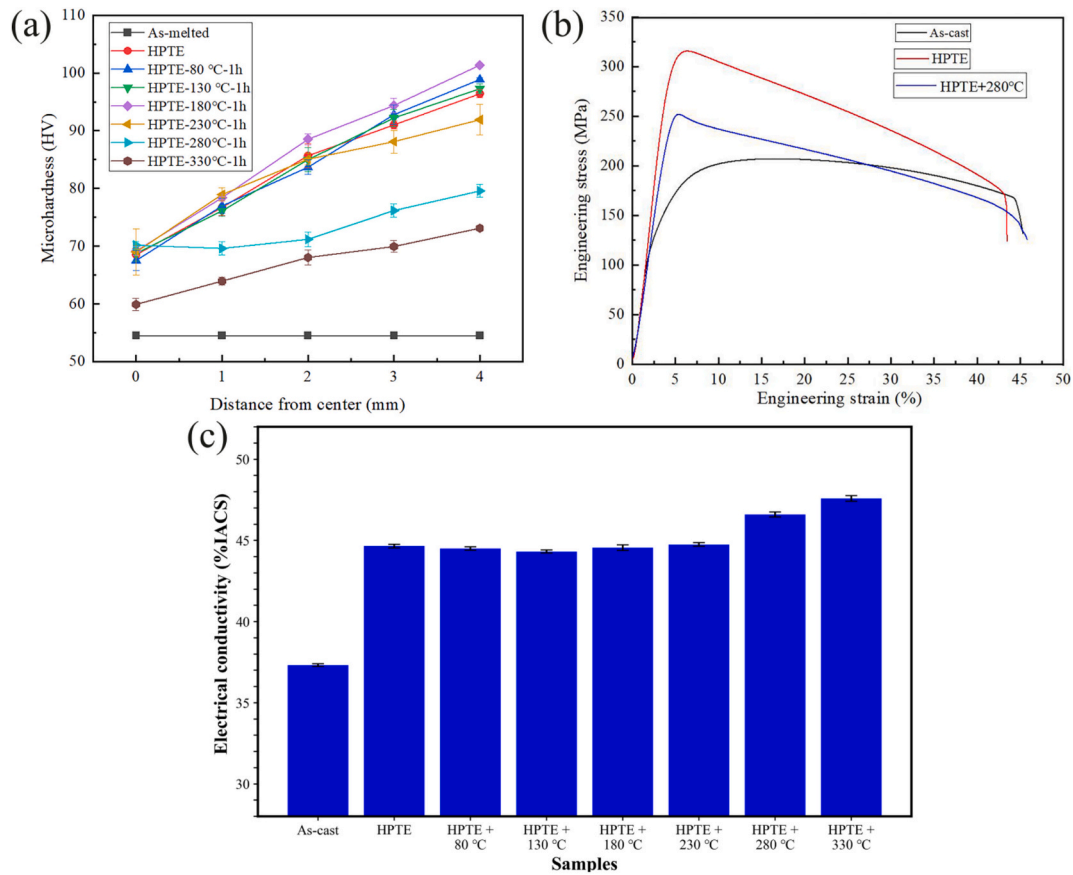 (a)
110
100
90
80
70
60
50
Microhardness (HV)
As-melted
HPTE
HPTE-80 ℃-1h
HPTE-130 ℃-1h
HPTE-180℃-1h
HPTE-230℃-1h
HPTE-280℃-1h
HPTE-330℃-1h
0 1 2 3 4
Distance from center (mm)
(b)
350
300
250
200
150
100
50
0
Engineering stress (MPa)
As-cast
HPTE
HPTE+280℃
0 5 10 15 20 25 30 35 40 45 50
Engineering strain (%)
(c)
50
45
40
35
30
Electrical conductivity (%IACS)
As-cast HPTE HPTE + HPTE + HPTE + HPTE + HPTE + HPTE +
80 ℃ 130 ℃ 180 ℃ 230 ℃ 280 ℃ 330 ℃
Samples